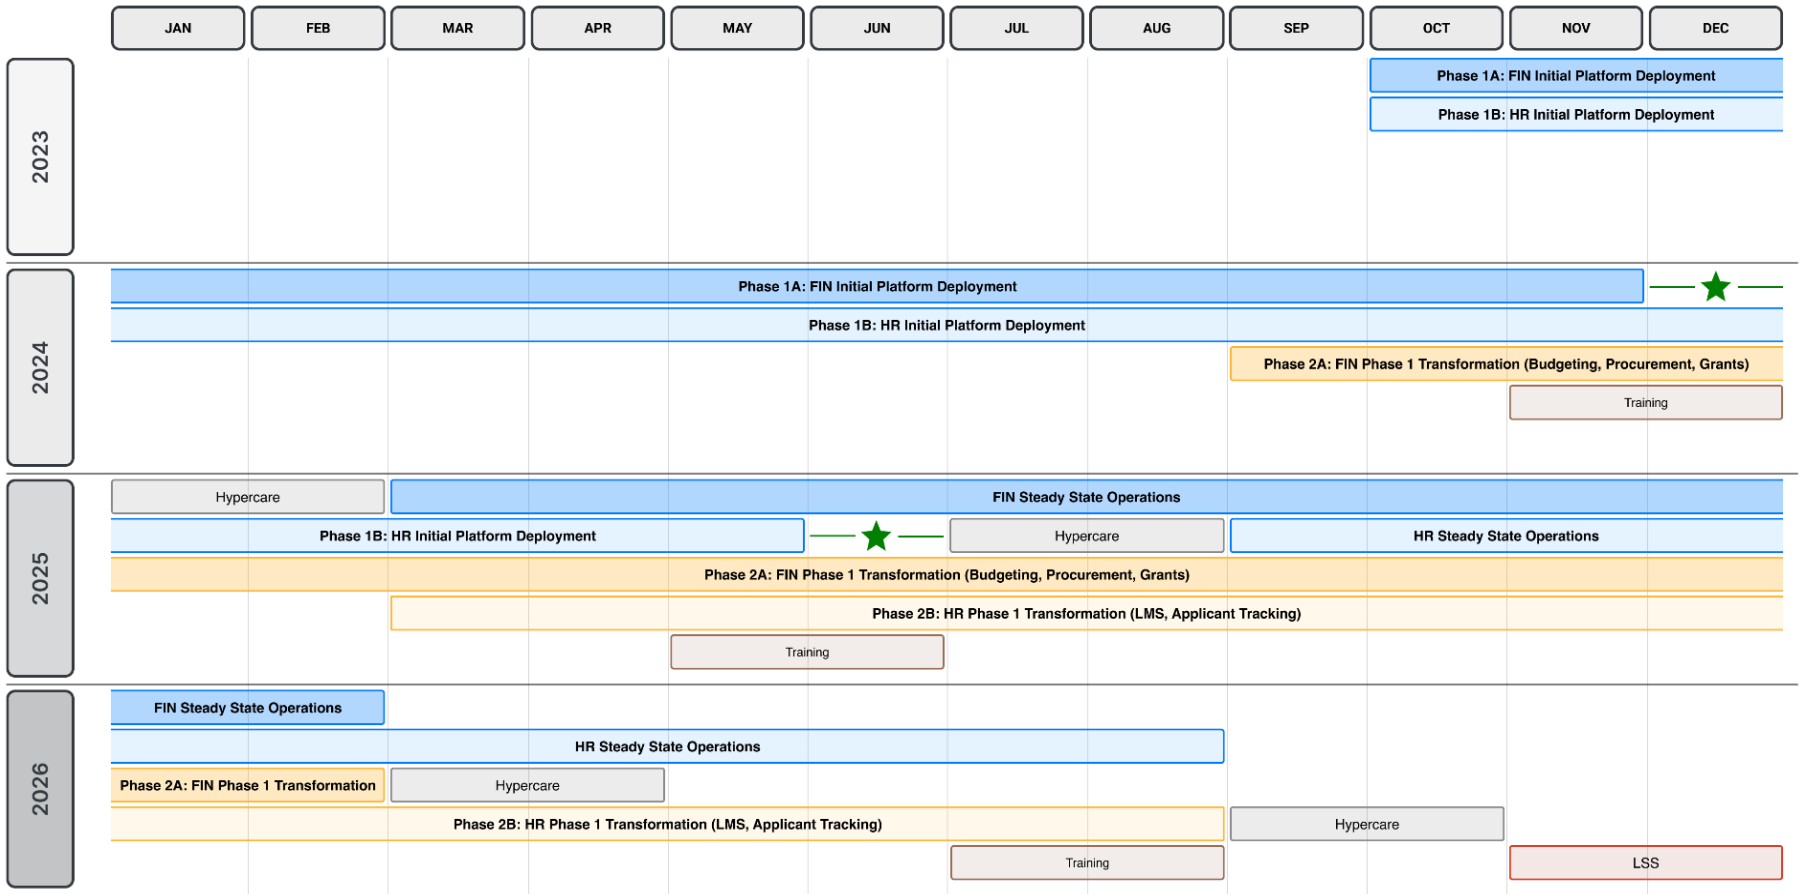 JAN FEB MAR APR MAY JUN JUL AUG SEP OCT NOV DEC
2023
Phase 1A: FIN Initial Platform Deployment
Phase 1B: HR Initial Platform Deployment
2024
Phase 1A: FIN Initial Platform Deployment
Phase 1B: HR Initial Platform Deployment
Phase 2A: FIN Phase 1 Transformation (Budgeting, Procurement, Grants)
Training
2025
Hypercare FIN Steady State Operations
Phase 1B: HR Initial Platform Deployment Hypercare HR Steady State Operations
Phase 2A: FIN Phase 1 Transformation (Budgeting, Procurement, Grants)
Phase 2B: HR Phase 1 Transformation (LMS, Applicant Tracking)
Training
2026
FIN Steady State Operations
HR Steady State Operations
Phase 2A: FIN Phase 1 Transformation Hypercare
Phase 2B: HR Phase 1 Transformation (LMS, Applicant Tracking) Hypercare
Training LSS